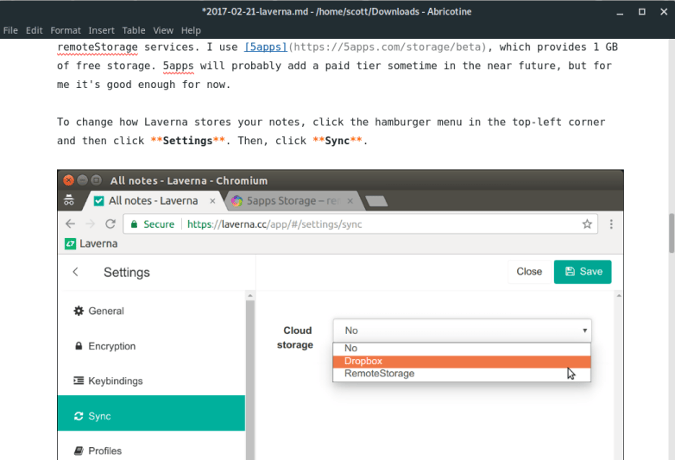 *2017-02-21-laverna.md - /home/scott/Downloads - Abricotine
File Edit Format Insert Table View Help
remoteStorage services. I use [5apps](https://5apps.com/storage/beta), which provides 1 GB
of free storage. 5apps will probably add a paid tier sometime in the near future, but for
me it's good enough for now.
To change how Laverna stores your notes, click the hamburger menu in the top-left corner
and then click **Settings**. Then, click **Sync**.
All notes - Laverna - Chromium
All notes - Laverna × 5apps Storage – re ×
Secure https://laverna.cc/app/#/settings/sync
Laverna
Settings Close Save
General
Cloud storage No
Encryption
No
Dropbox
RemoteStorage
Keybindings
Sync
Profiles